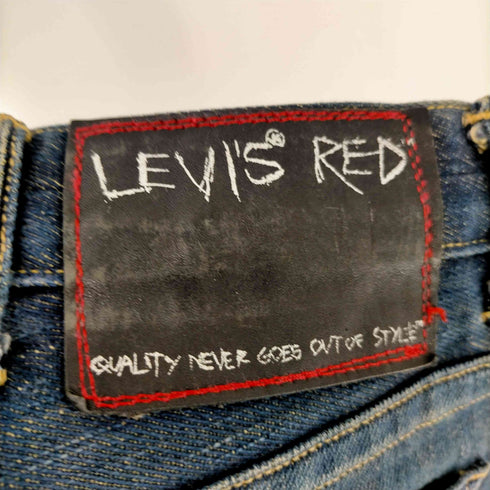 LEVI'S® RED™
QUALITY NEVER GOES OUT OF STYLE™